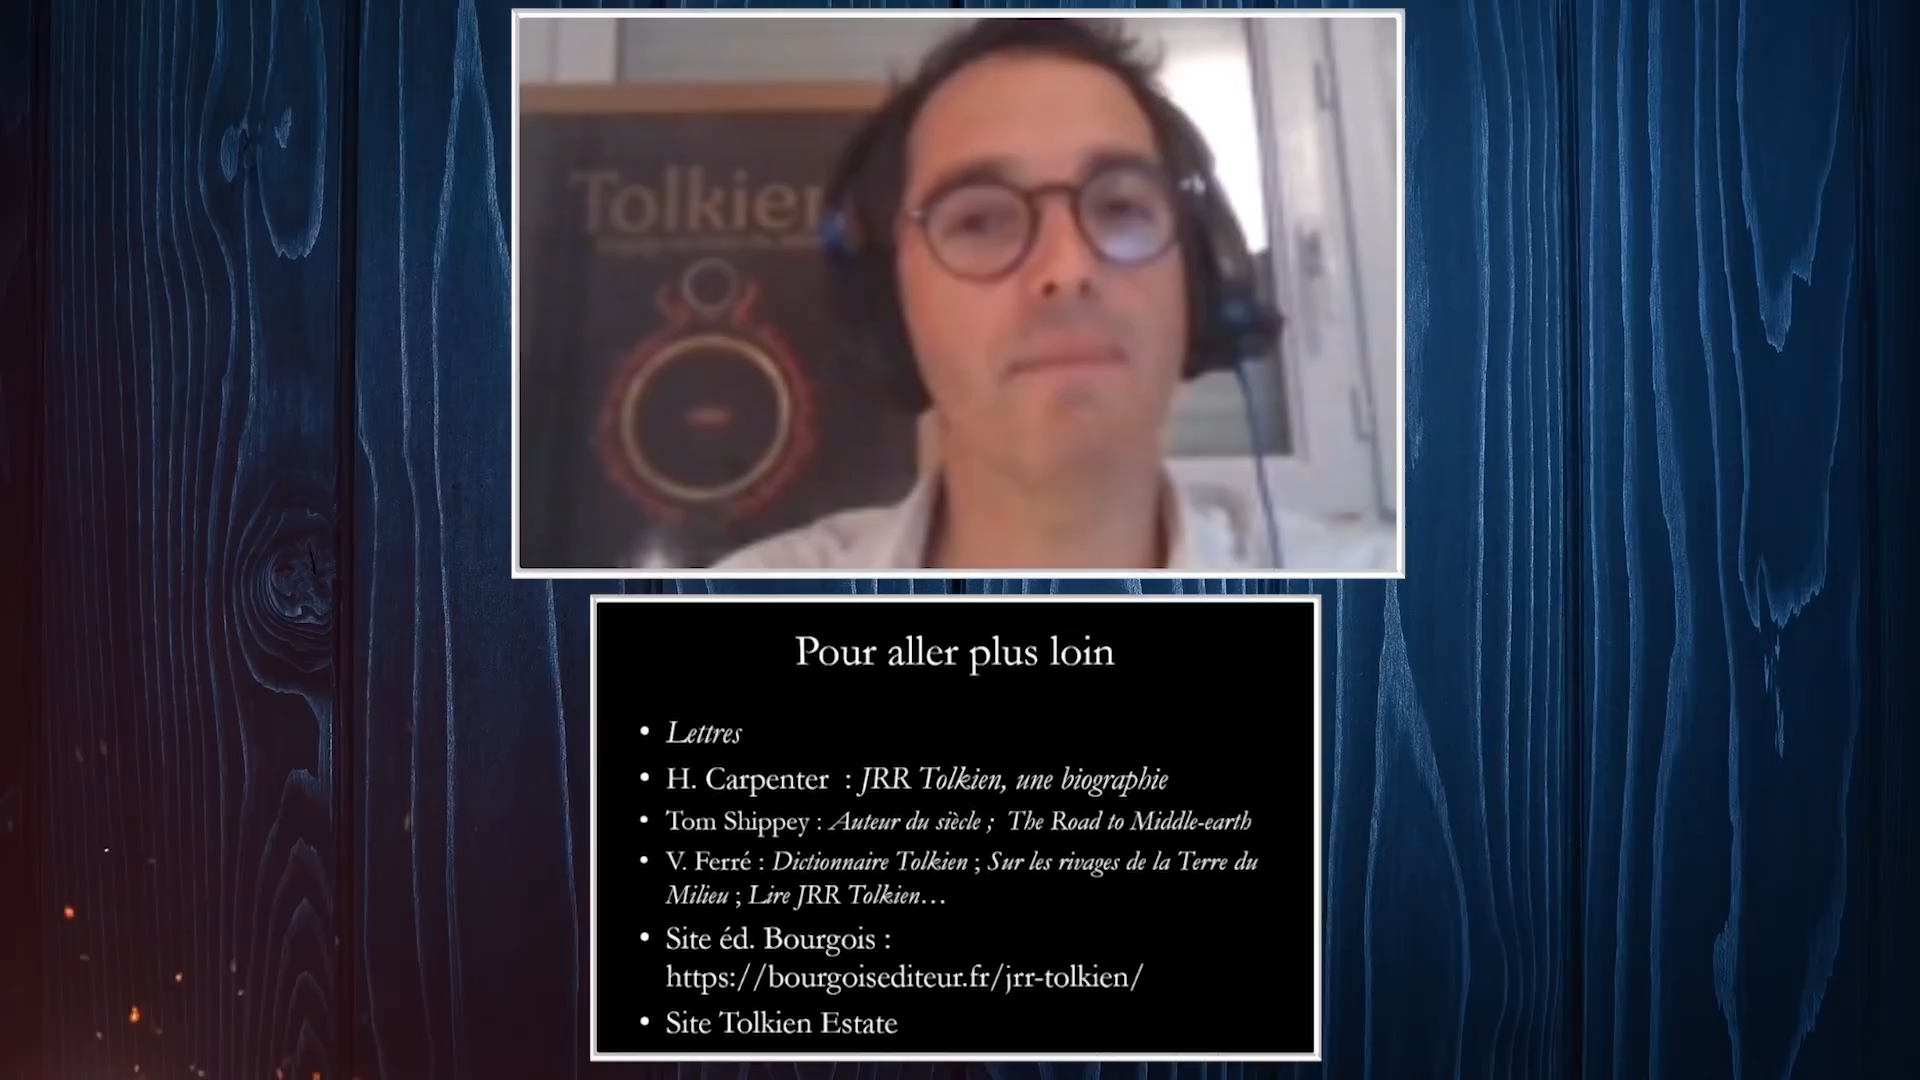 Tolkien
Pour aller plus loin
• Lettres
• H. Carpenter : JRR Tolkien, une biographie
• Tom Shippey : Auteur du siècle ; The Road to Middle-earth
• V. Ferré : Dictionnaire Tolkien ; Sur les rivages de la Terre du
Milieu ; Lire JRR Tolkien…
• Site éd. Bourgois :
https://bourgoisediteur.fr/jrr-tolkien/
• Site Tolkien Estate